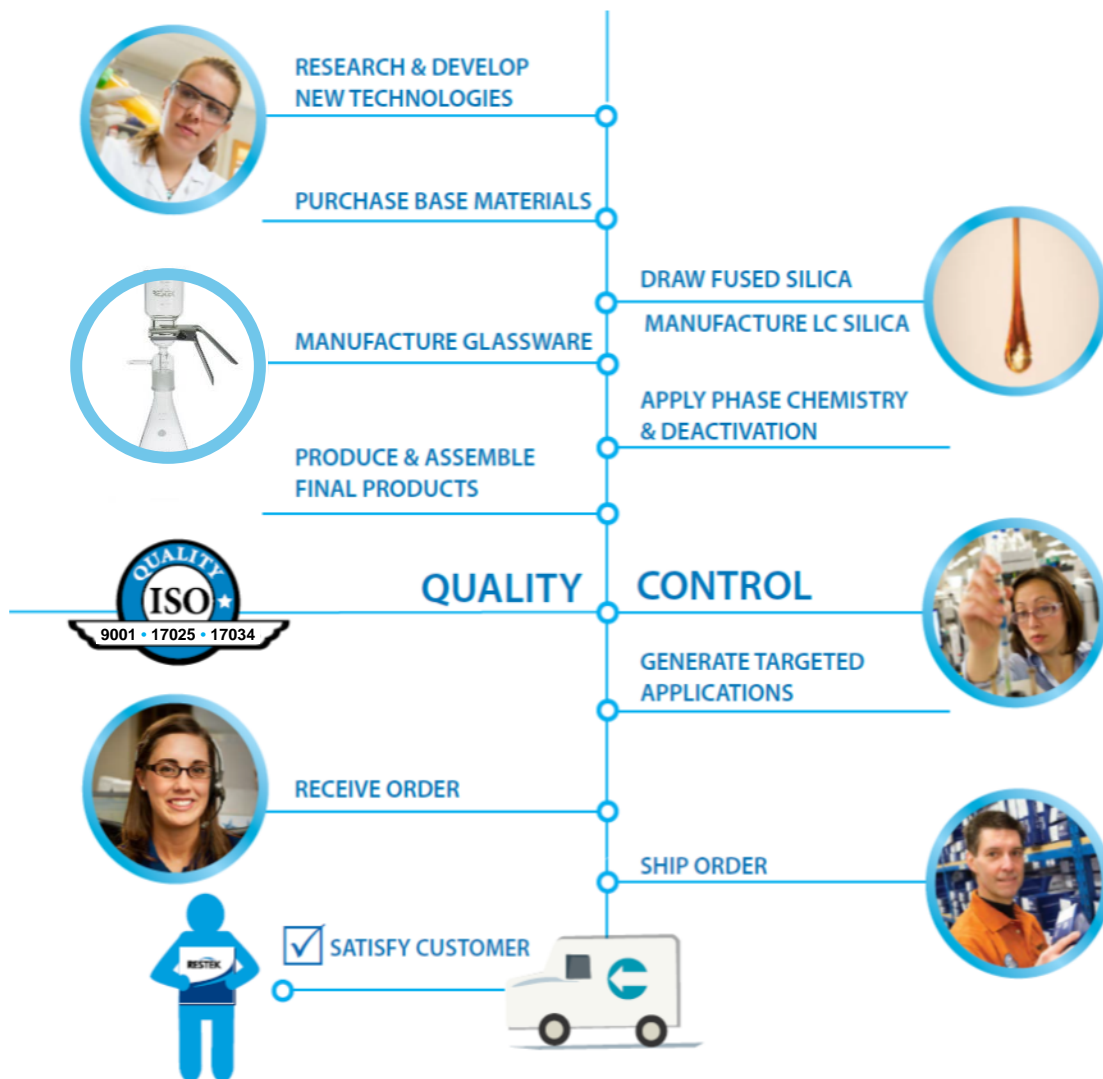 RESEARCH & DEVELOP
NEW TECHNOLOGIES
PURCHASE BASE MATERIALS
DRAW FUSED SILICA
MANUFACTURE LC SILICA
MANUFACTURE GLASSWARE
APPLY PHASE CHEMISTRY
& DEACTIVATION
PRODUCE & ASSEMBLE
FINAL PRODUCTS
QUALITY
ISO
9001 • 17025 • 17034
QUALITY CONTROL
GENERATE TARGETED
APPLICATIONS
RECEIVE ORDER
SHIP ORDER
SATISFY CUSTOMER
RESTEK